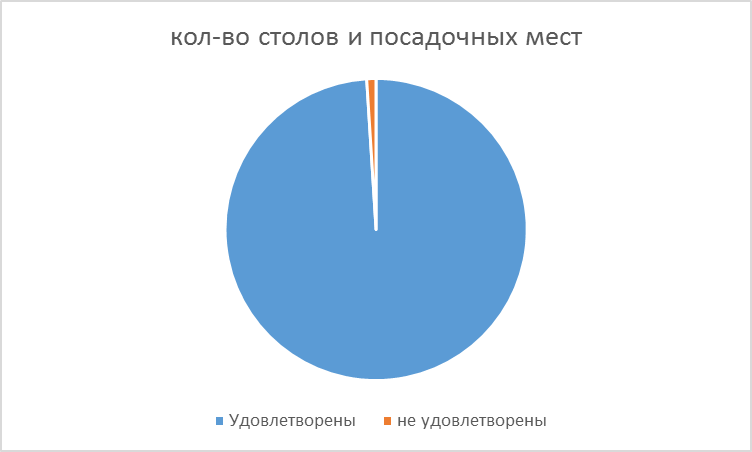 кол-во столов и посадочных мест
Удовлетворены не удовлетворены